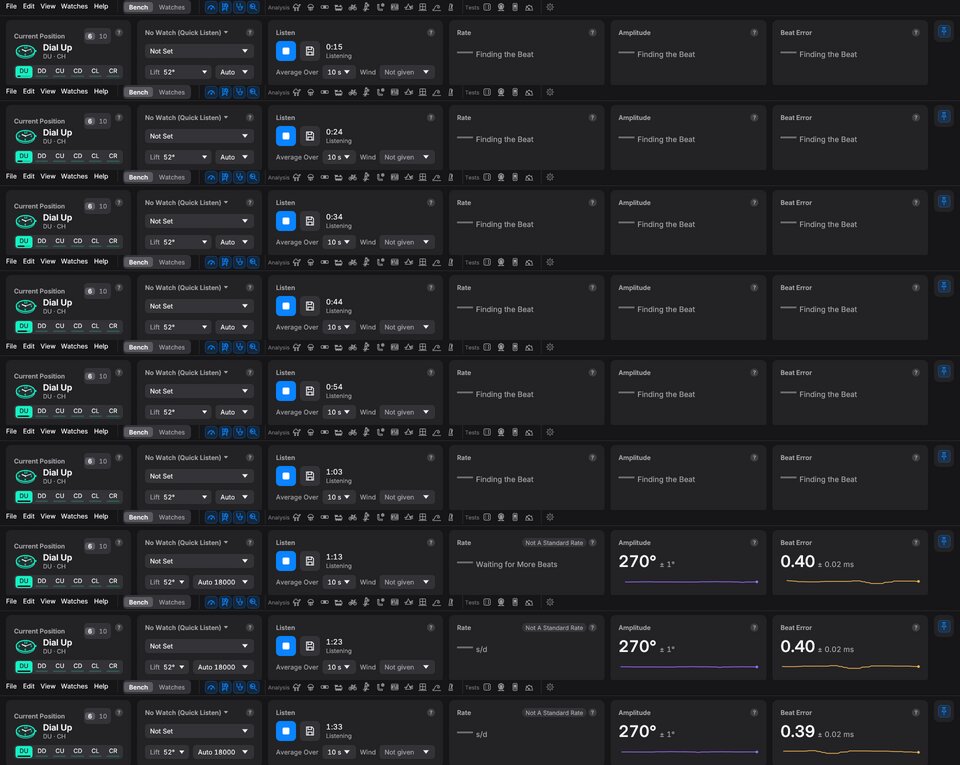 File Edit View Watches Help Bench Watches Analysis Tests
Current Position 6 10 ? No Watch (Quick Listen) ? Listen ? Rate ? Amplitude ? Beat Error ?
Dial Up Not Set 0:15 Finding the Beat Finding the Beat Finding the Beat
DU · CH Listening
DU DD CU CD CL CR Lift 52° Auto Average Over 10 s Wind Not given
File Edit View Watches Help Bench Watches Analysis Tests
Current Position 6 10 ? No Watch (Quick Listen) ? Listen ? Rate ? Amplitude ? Beat Error ?
Dial Up Not Set 0:24 Finding the Beat Finding the Beat Finding the Beat
DU · CH Listening
DU DD CU CD CL CR Lift 52° Auto Average Over 10 s Wind Not given
File Edit View Watches Help Bench Watches Analysis Tests
Current Position 6 10 ? No Watch (Quick Listen) ? Listen ? Rate ? Amplitude ? Beat Error ?
Dial Up Not Set 0:34 Finding the Beat Finding the Beat Finding the Beat
DU · CH Listening
DU DD CU CD CL CR Lift 52° Auto Average Over 10 s Wind Not given
File Edit View Watches Help Bench Watches Analysis Tests
Current Position 6 10 ? No Watch (Quick Listen) ? Listen ? Rate ? Amplitude ? Beat Error ?
Dial Up Not Set 0:44 Finding the Beat Finding the Beat Finding the Beat
DU · CH Listening
DU DD CU CD CL CR Lift 52° Auto Average Over 10 s Wind Not given
File Edit View Watches Help Bench Watches Analysis Tests
Current Position 6 10 ? No Watch (Quick Listen) ? Listen ? Rate ? Amplitude ? Beat Error ?
Dial Up Not Set 0:54 Finding the Beat Finding the Beat Finding the Beat
DU · CH Listening
DU DD CU CD CL CR Lift 52° Auto Average Over 10 s Wind Not given
File Edit View Watches Help Bench Watches Analysis Tests
Current Position 6 10 ? No Watch (Quick Listen) ? Listen ? Rate ? Amplitude ? Beat Error ?
Dial Up Not Set 1:03 Finding the Beat Finding the Beat Finding the Beat
DU · CH Listening
DU DD CU CD CL CR Lift 52° Auto Average Over 10 s Wind Not given
File Edit View Watches Help Bench Watches Analysis Tests
Current Position 6 10 ? No Watch (Quick Listen) ? Listen ? Rate Not A Standard Rate ? Amplitude ? Beat Error ?
Dial Up Not Set 1:13 Waiting for More Beats 270° ± 1° 0.40 ± 0.02 ms
DU · CH Listening
DU DD CU CD CL CR Lift 52° Auto 18000 Average Over 10 s Wind Not given
File Edit View Watches Help Bench Watches Analysis Tests
Current Position 6 10 ? No Watch (Quick Listen) ? Listen ? Rate Not A Standard Rate ? Amplitude ? Beat Error ?
Dial Up Not Set 1:23 s/d 270° ± 1° 0.40 ± 0.02 ms
DU · CH Listening
DU DD CU CD CL CR Lift 52° Auto 18000 Average Over 10 s Wind Not given
File Edit View Watches Help Bench Watches Analysis Tests
Current Position 6 10 ? No Watch (Quick Listen) ? Listen ? Rate Not A Standard Rate ? Amplitude ? Beat Error ?
Dial Up Not Set 1:33 s/d 270° ± 1° 0.39 ± 0.02 ms
DU · CH Listening
DU DD CU CD CL CR Lift 52° Auto 18000 Average Over 10 s Wind Not given